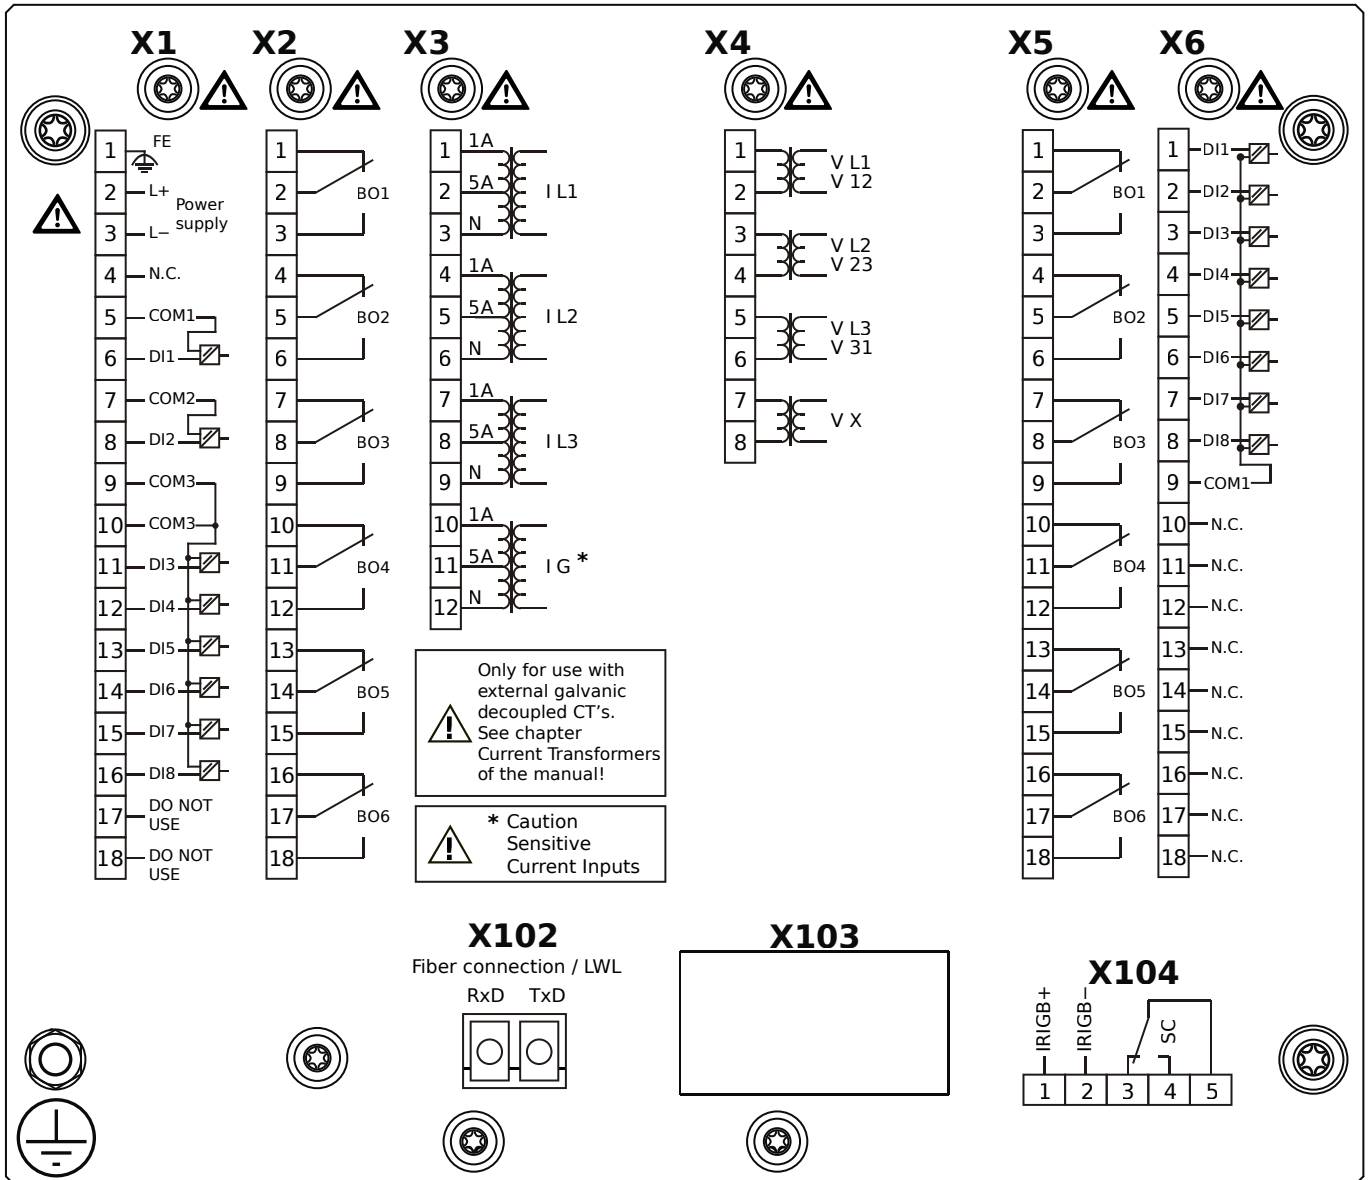 X1
X2
X3
X4
X5
X6
1 FE
2 L+
Power
supply
3 L−
4 N.C.
5 COM1
6 DI1
7 COM2
8 DI2
9 COM3
10 COM3
11 DI3
12 DI4
13 DI5
14 DI6
15 DI7
16 DI8
17 DO NOT
USE
18 DO NOT
USE
1
2 BO1
3
4
5 BO2
6
7
8 BO3
9
10
11 BO4
12
13
14 BO5
15
16
17 BO6
18
1 1A
2 5A I L1
3 N
4 1A
5 5A I L2
6 N
7 1A
8 5A I L3
9 N
10 1A
11 5A I G *
12 N
Only for use with
external galvanic
decoupled CT's.
See chapter
Current Transformers
of the manual!
* Caution
Sensitive
Current Inputs
1 V L1
2 V 12
3 V L2
4 V 23
5 V L3
6 V 31
7 V X
8
1
2 BO1
3
4
5 BO2
6
7
8 BO3
9
10
11 BO4
12
13
14 BO5
15
16
17 BO6
18
1 DI1
2 DI2
3 DI3
4 DI4
5 DI5
6 DI6
7 DI7
8 DI8
9 COM1
10 N.C.
11 N.C.
12 N.C.
13 N.C.
14 N.C.
15 N.C.
16 N.C.
17 N.C.
18 N.C.
X102
Fiber connection / LWL
RxD TxD
X103
X104
IRIGB+
IRIGB−
SC
1 2 3 4 5